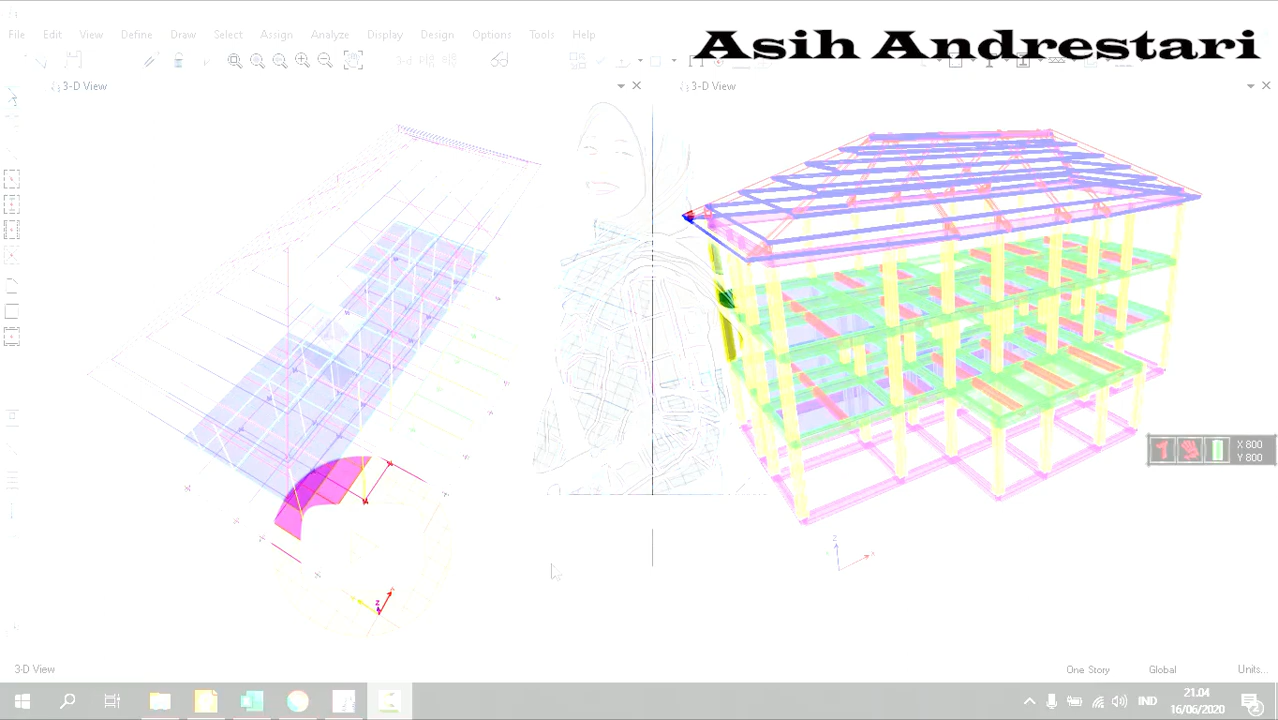 Asih Andrestari
File Edit View Define Draw Select Assign Analyze Display Design Options Tools Help
3-D View
3-D View
X 800
Y 800
Z
X
Z
3-D View
One Story Global Units...
IND
21.04
16/06/2020
2